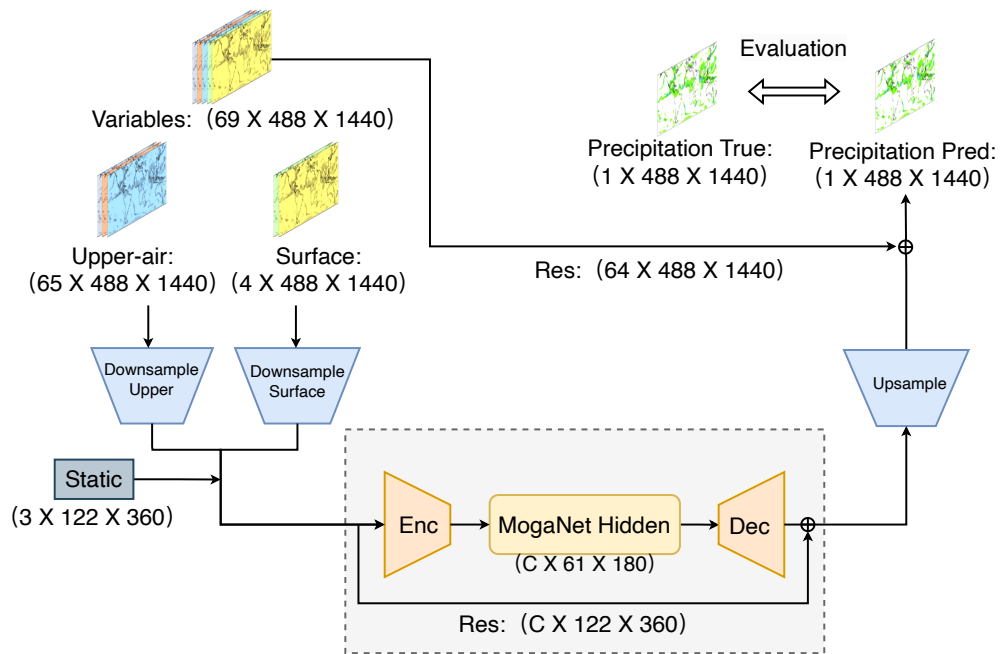 Variables: (69 X 488 X 1440)
Evaluation
Precipitation True:
(1 X 488 X 1440)
Precipitation Pred:
(1 X 488 X 1440)
Upper-air:
(65 X 488 X 1440)
Surface:
(4 X 488 X 1440)
Res: (64 X 488 X 1440)
Downsample
Upper
Downsample
Surface
Upsample
Static
(3 X 122 X 360)
Enc
MogaNet Hidden
(C X 61 X 180)
Dec
Res: (C X 122 X 360)